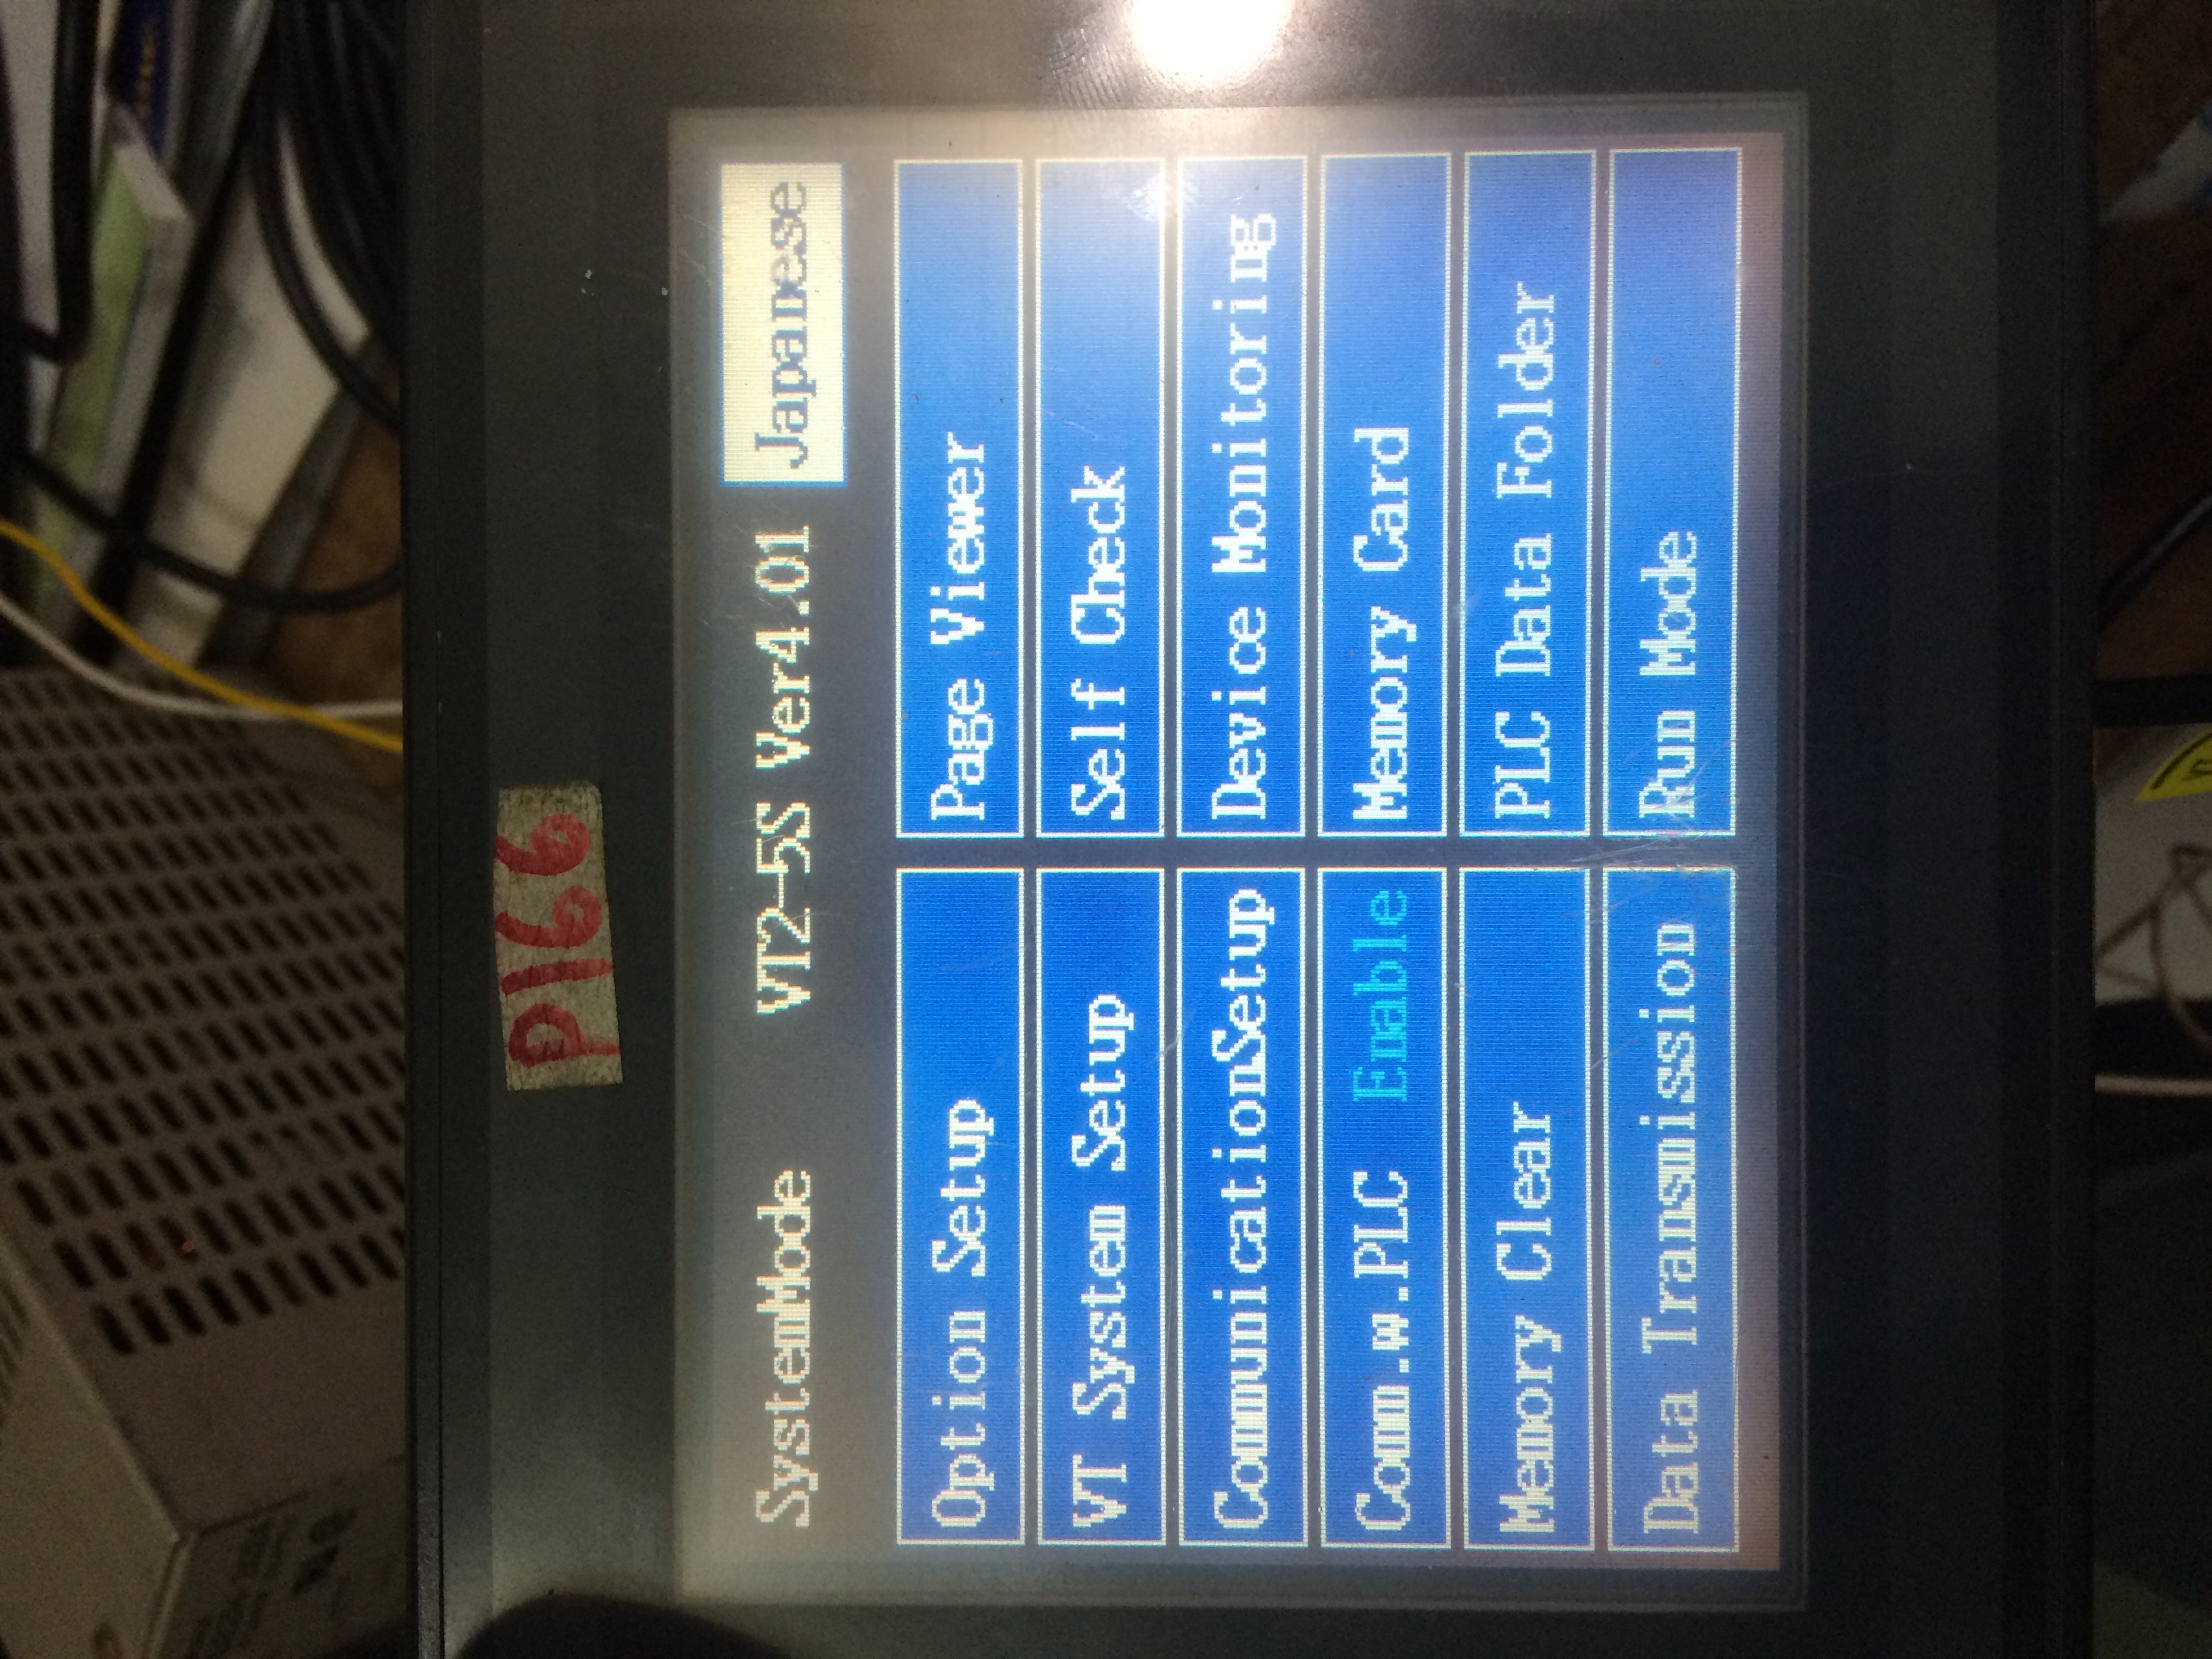 P166
SystemMode VT2-5S Ver4.01 Japanese
Option Setup
Page Viewer
VT System Setup
Self Check
CommunicationSetup
Device Monitoring
Comm.w.PLC Enable
Memory Card
Memory Clear
PLC Data Folder
Data Transmission
Run Mode